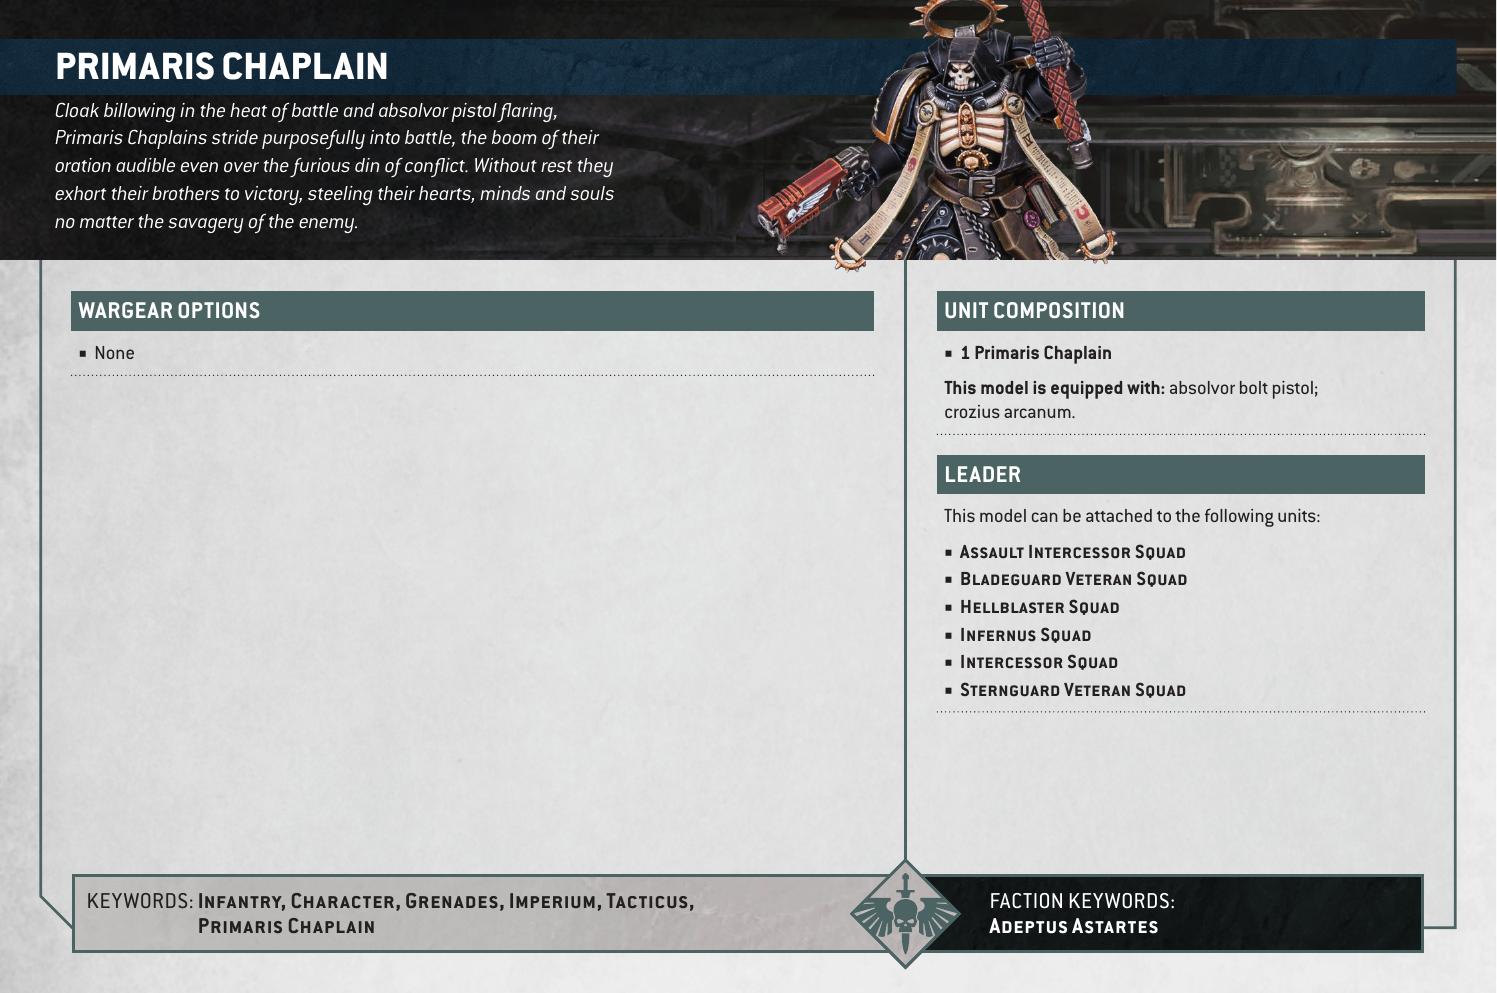 PRIMARIS CHAPLAIN
Cloak billowing in the heat of battle and absolvor pistol flaring,
Primaris Chaplains stride purposefully into battle, the boom of their
oration audible even over the furious din of conflict. Without rest they
exhort their brothers to victory, steeling their hearts, minds and souls
no matter the savagery of the enemy.
WARGEAR OPTIONS
▪ None
UNIT COMPOSITION
▪ 1 Primaris Chaplain
This model is equipped with: absolvor bolt pistol;
crozius arcanum.
LEADER
This model can be attached to the following units:
▪ Assault Intercessor Squad
▪ Bladeguard Veteran Squad
▪ Hellblaster Squad
▪ Infernus Squad
▪ Intercessor Squad
▪ Sternguard Veteran Squad
KEYWORDS: Infantry, Character, Grenades, Imperium, Tacticus,
Primaris Chaplain
FACTION KEYWORDS:
Adeptus Astartes